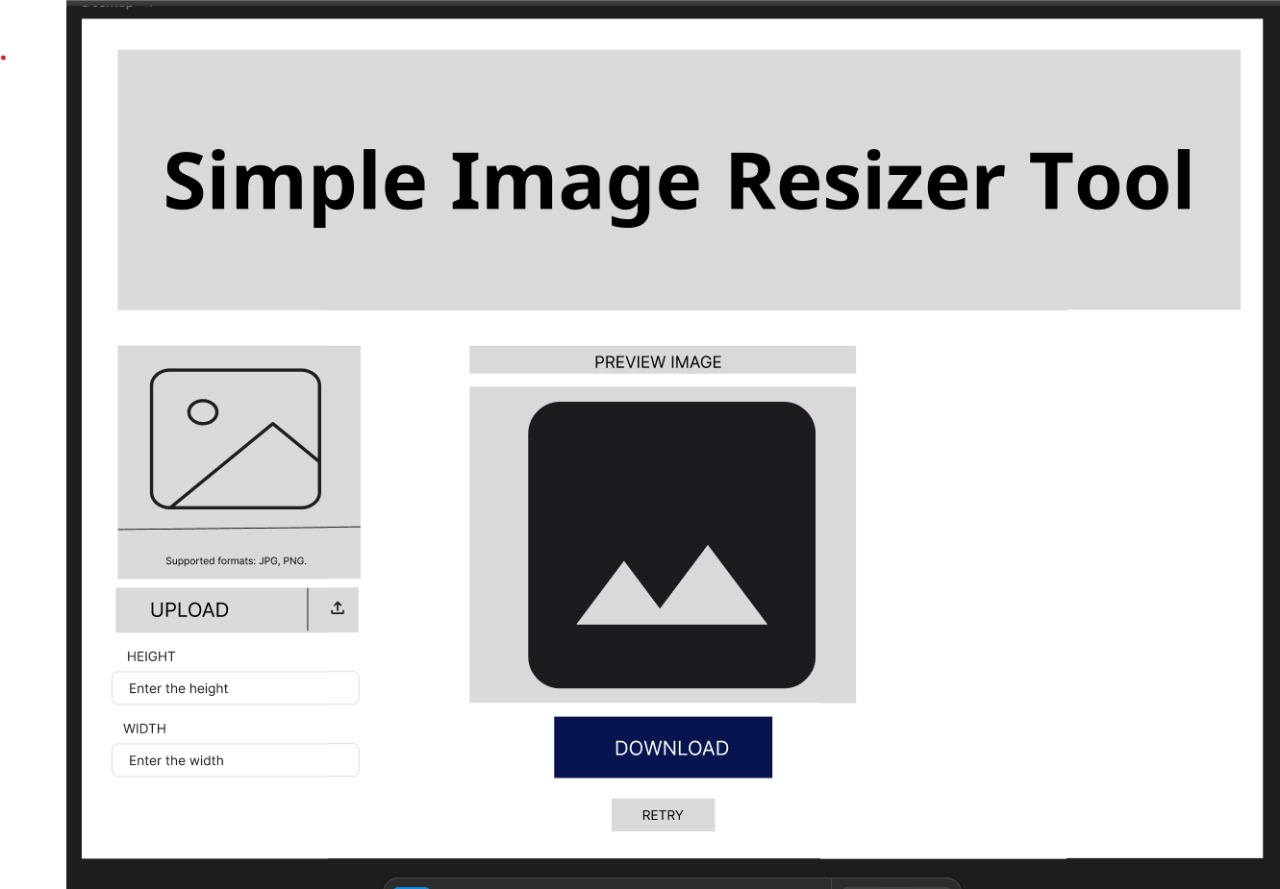 Simple Image Resizer Tool
PREVIEW IMAGE
Supported formats: JPG, PNG.
UPLOAD
HEIGHT
Enter the height
WIDTH
Enter the width
DOWNLOAD
RETRY